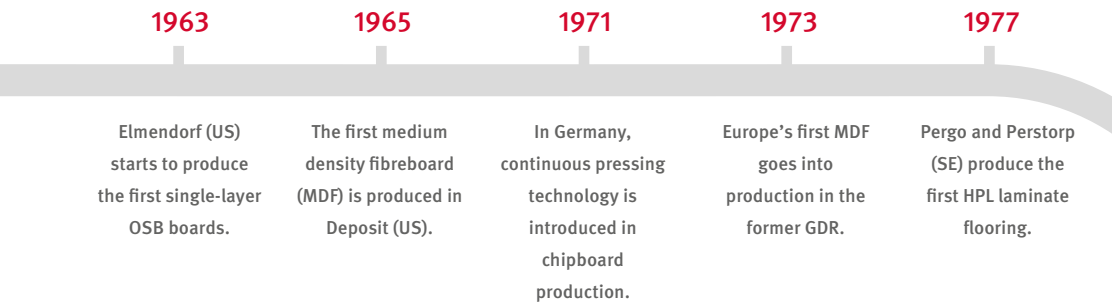 1963
Elmendorf (US)
starts to produce
the first single-layer
OSB boards.
1965
The first medium
density fibreboard
(MDF) is produced in
Deposit (US).
1971
In Germany,
continuous pressing
technology is
introduced in
chipboard
production.
1973
Europe’s first MDF
goes into
production in the
former GDR.
1977
Pergo and Perstorp
(SE) produce the
first HPL laminate
flooring.